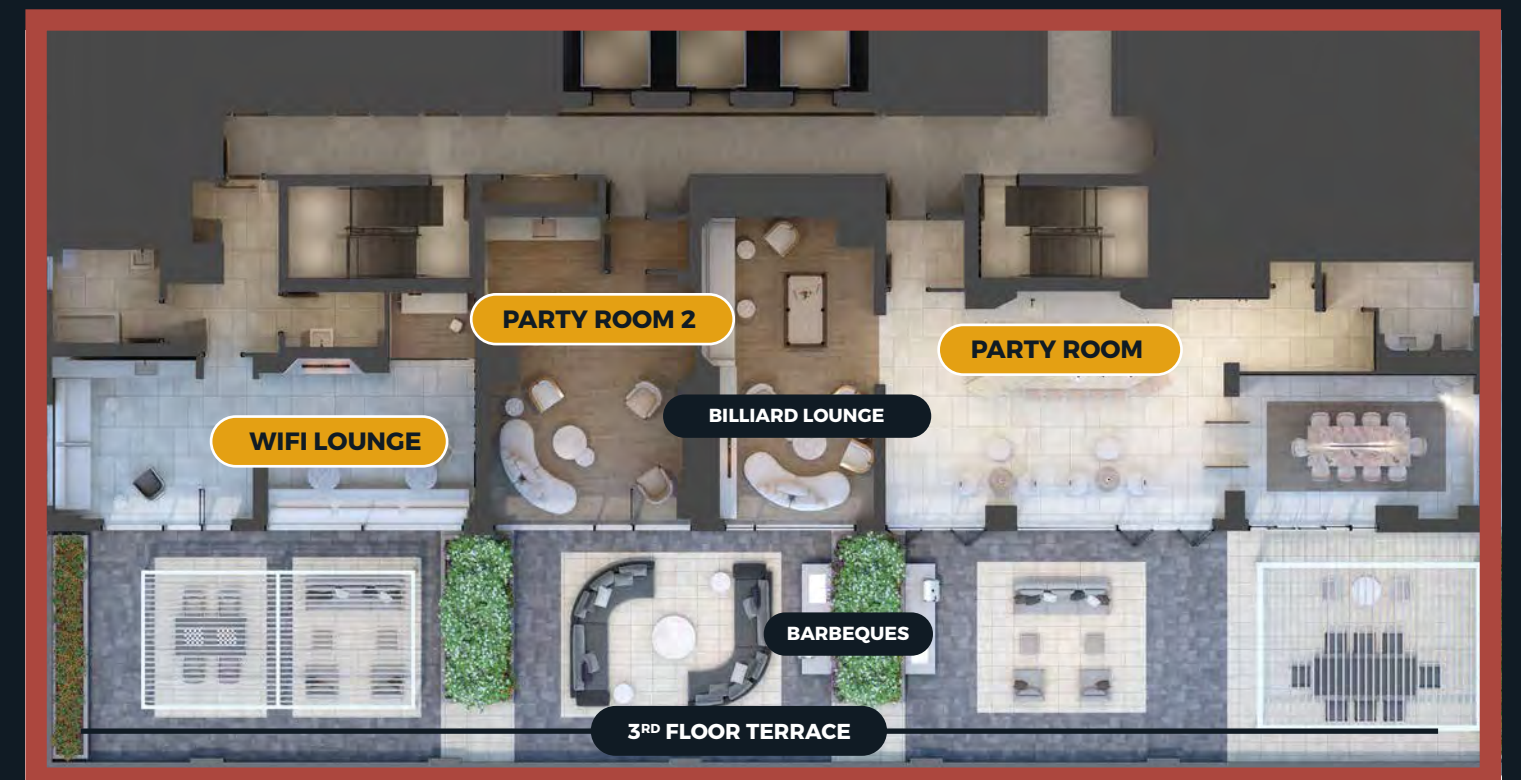 PARTY ROOM 2
PARTY ROOM
BILLIARD LOUNGE
WIFI LOUNGE
BARBEQUES
3RD FLOOR TERRACE